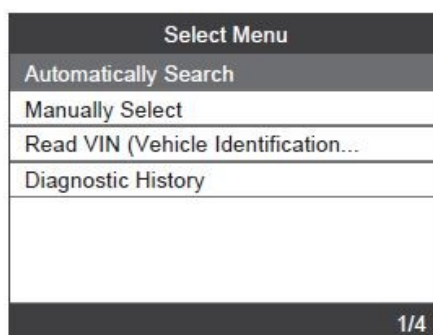 Select Menu
Automatically Search
Manually Select
Read VIN (Vehicle Identification...
Diagnostic History
1/4